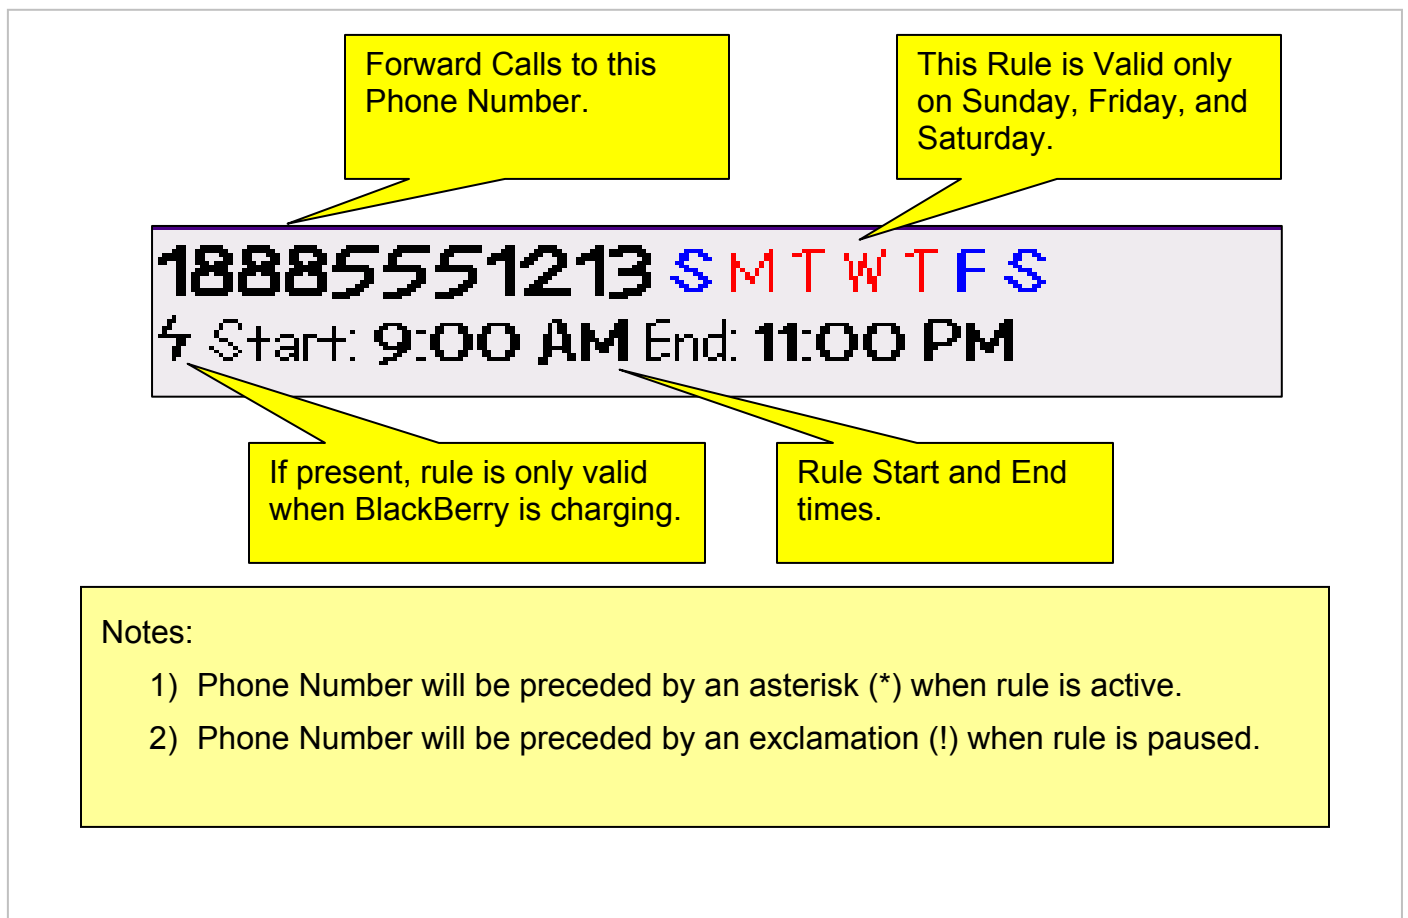 Forward Calls to this
Phone Number.
This Rule is Valid only
on Sunday, Friday, and
Saturday.
18885551213 S M T W T F S
Start: 9:00 AM End: 11:00 PM
If present, rule is only valid
when BlackBerry is charging.
Rule Start and End
times.
Notes:
1) Phone Number will be preceded by an asterisk (*) when rule is active.
2) Phone Number will be preceded by an exclamation (!) when rule is paused.